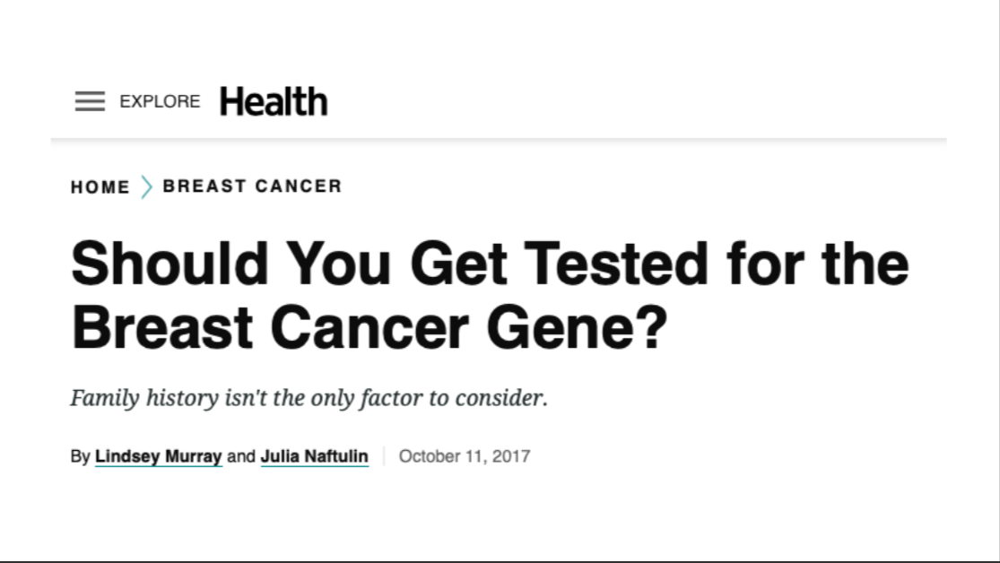 EXPLORE Health
HOME BREAST CANCER
Should You Get Tested for the
Breast Cancer Gene?
Family history isn't the only factor to consider.
By Lindsey Murray and Julia Naftulin October 11, 2017